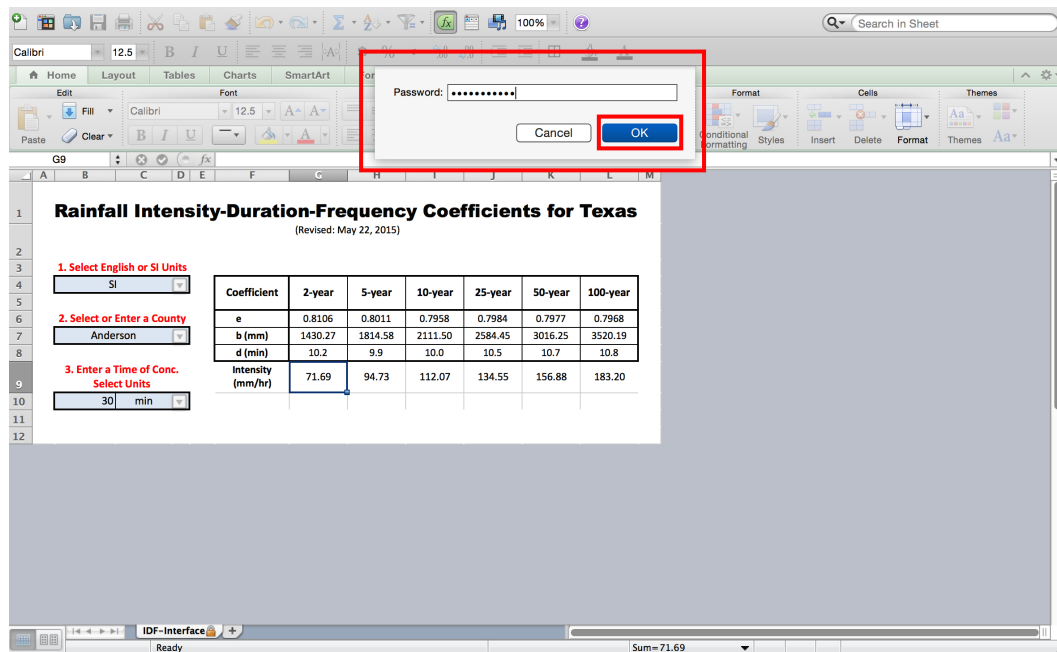 100%
Search in Sheet
Calibri 12.5 B I U
Home Layout Tables Charts SmartArt
Edit Font Format Cells Themes
Fill Calibri 12.5 A A Aa
Paste Clear B I U A Conditional Formatting Styles Insert Delete Format Themes Aa
Password: •••••••••••
Cancel OK
G9 fx
A B C D E F G H I J K L M
1 Rainfall Intensity-Duration-Frequency Coefficients for Texas
(Revised: May 22, 2015)
2
3 1. Select English or SI Units
4 SI
Coefficient 2-year 5-year 10-year 25-year 50-year 100-year
5
6 2. Select or Enter a County e 0.8106 0.8011 0.7958 0.7984 0.7977 0.7968
7 Anderson b (mm) 1430.27 1814.58 2111.50 2584.45 3016.25 3520.19
8 d (min) 10.2 9.9 10.0 10.5 10.7 10.8
9 3. Enter a Time of Conc. Select Units Intensity (mm/hr) 71.69 94.73 112.07 134.55 156.88 183.20
10 30 min
11
12
IDF-Interface
Ready Sum=71.69